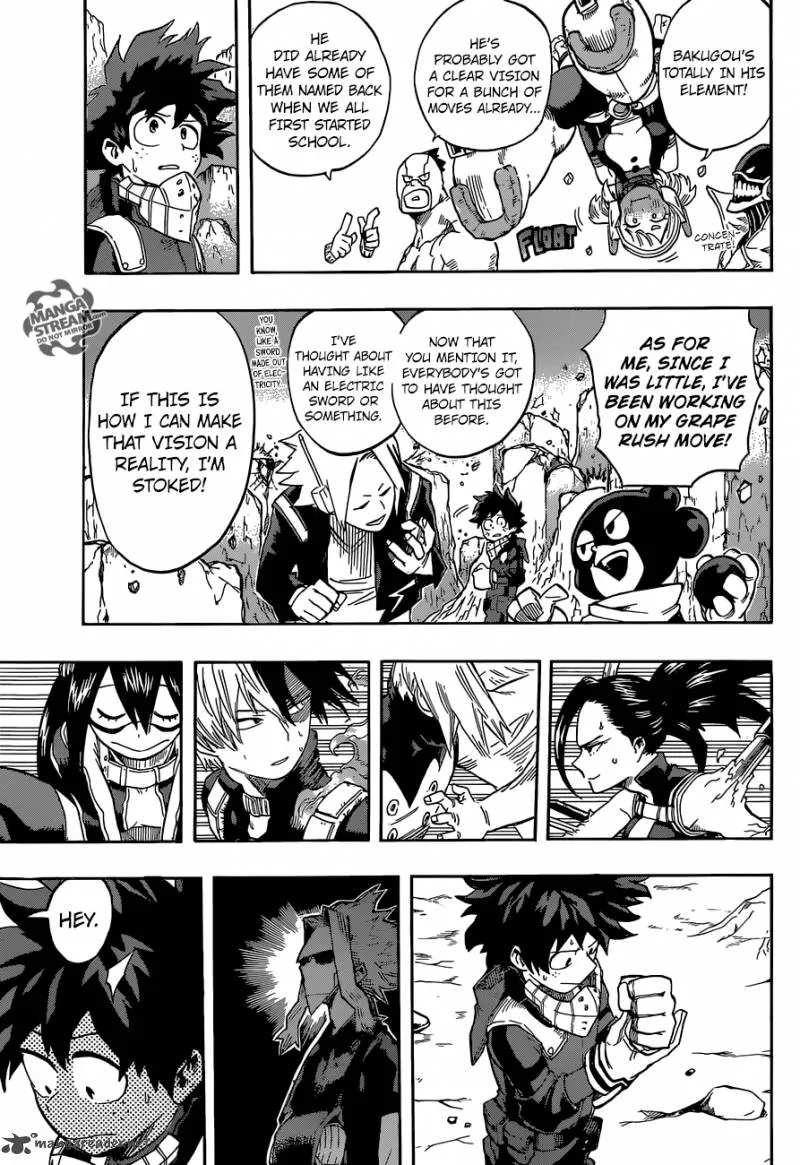 BAKUGOU'S
TOTALLY IN HIS
ELEMENT!
CONCEN-
TRATE!
HE'S
PROBABLY GOT
A CLEAR VISION
FOR A BUNCH OF
MOVES ALREADY...
FLOAT
HE
DID ALREADY
HAVE SOME OF
THEM NAMED BACK
WHEN WE ALL
FIRST STARTED
SCHOOL.
MANGA
STREAM.com
DO NOT MIRROR
AS FOR
ME, SINCE I
WAS LITTLE, I'VE
BEEN WORKING
ON MY GRAPE
RUSH MOVE!
NOW THAT
YOU MENTION IT,
EVERYBODY'S GOT
TO HAVE THOUGHT
ABOUT THIS
BEFORE.
I'VE
THOUGHT ABOUT
HAVING LIKE
AN ELECTRIC
SWORD OR
SOMETHING.
YOU
KNOW,
LIKE A
SWORD
MADE OUT
OF ELEC-
TRICITY...
IF THIS IS
HOW I CAN MAKE
THAT VISION A
REALITY, I'M
STOKED!
HEY.